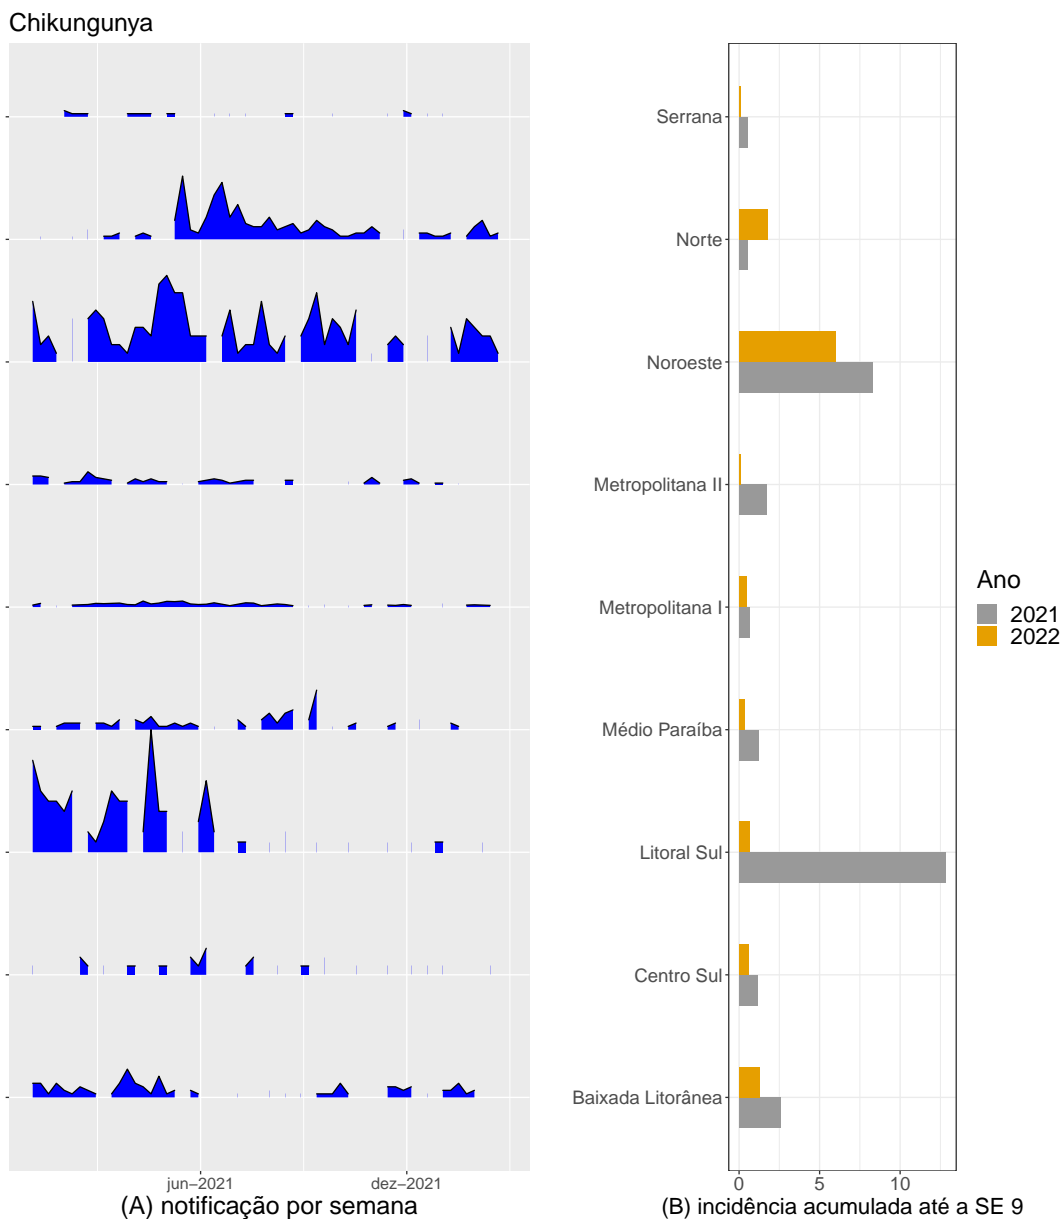 Chikungunya
Serrana
Norte
Noroeste
Metropolitana II
Metropolitana I
Médio Paraíba
Litoral Sul
Centro Sul
Baixada Litorânea
jun−2021
dez−2021
(A) notificação por semana
0
5
10
(B) incidência acumulada até a SE 9
Ano
2021
2022